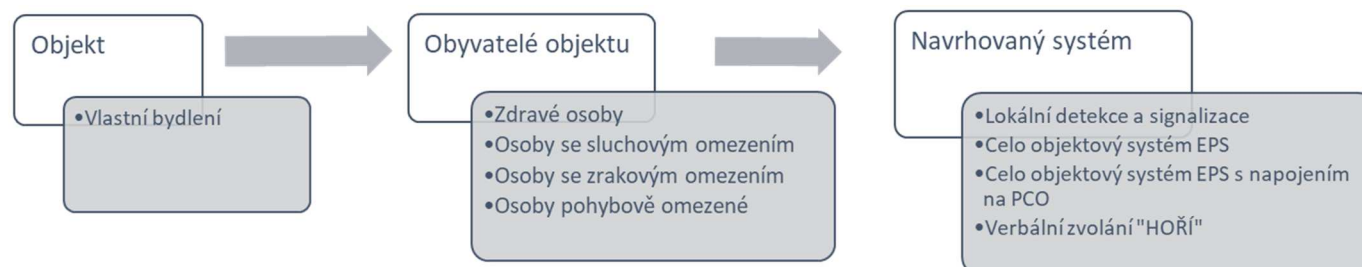 Objekt
•Vlastní bydlení
Obyvatelé objektu
•Zdravé osoby
•Osoby se sluchovým omezením
•Osoby se zrakovým omezením
•Osoby pohybově omezené
Navrhovaný systém
•Lokální detekce a signalizace
•Celo objektový systém EPS
•Celo objektový systém EPS s napojením
na PCO
•Verbální zvolání "HOŘÍ"